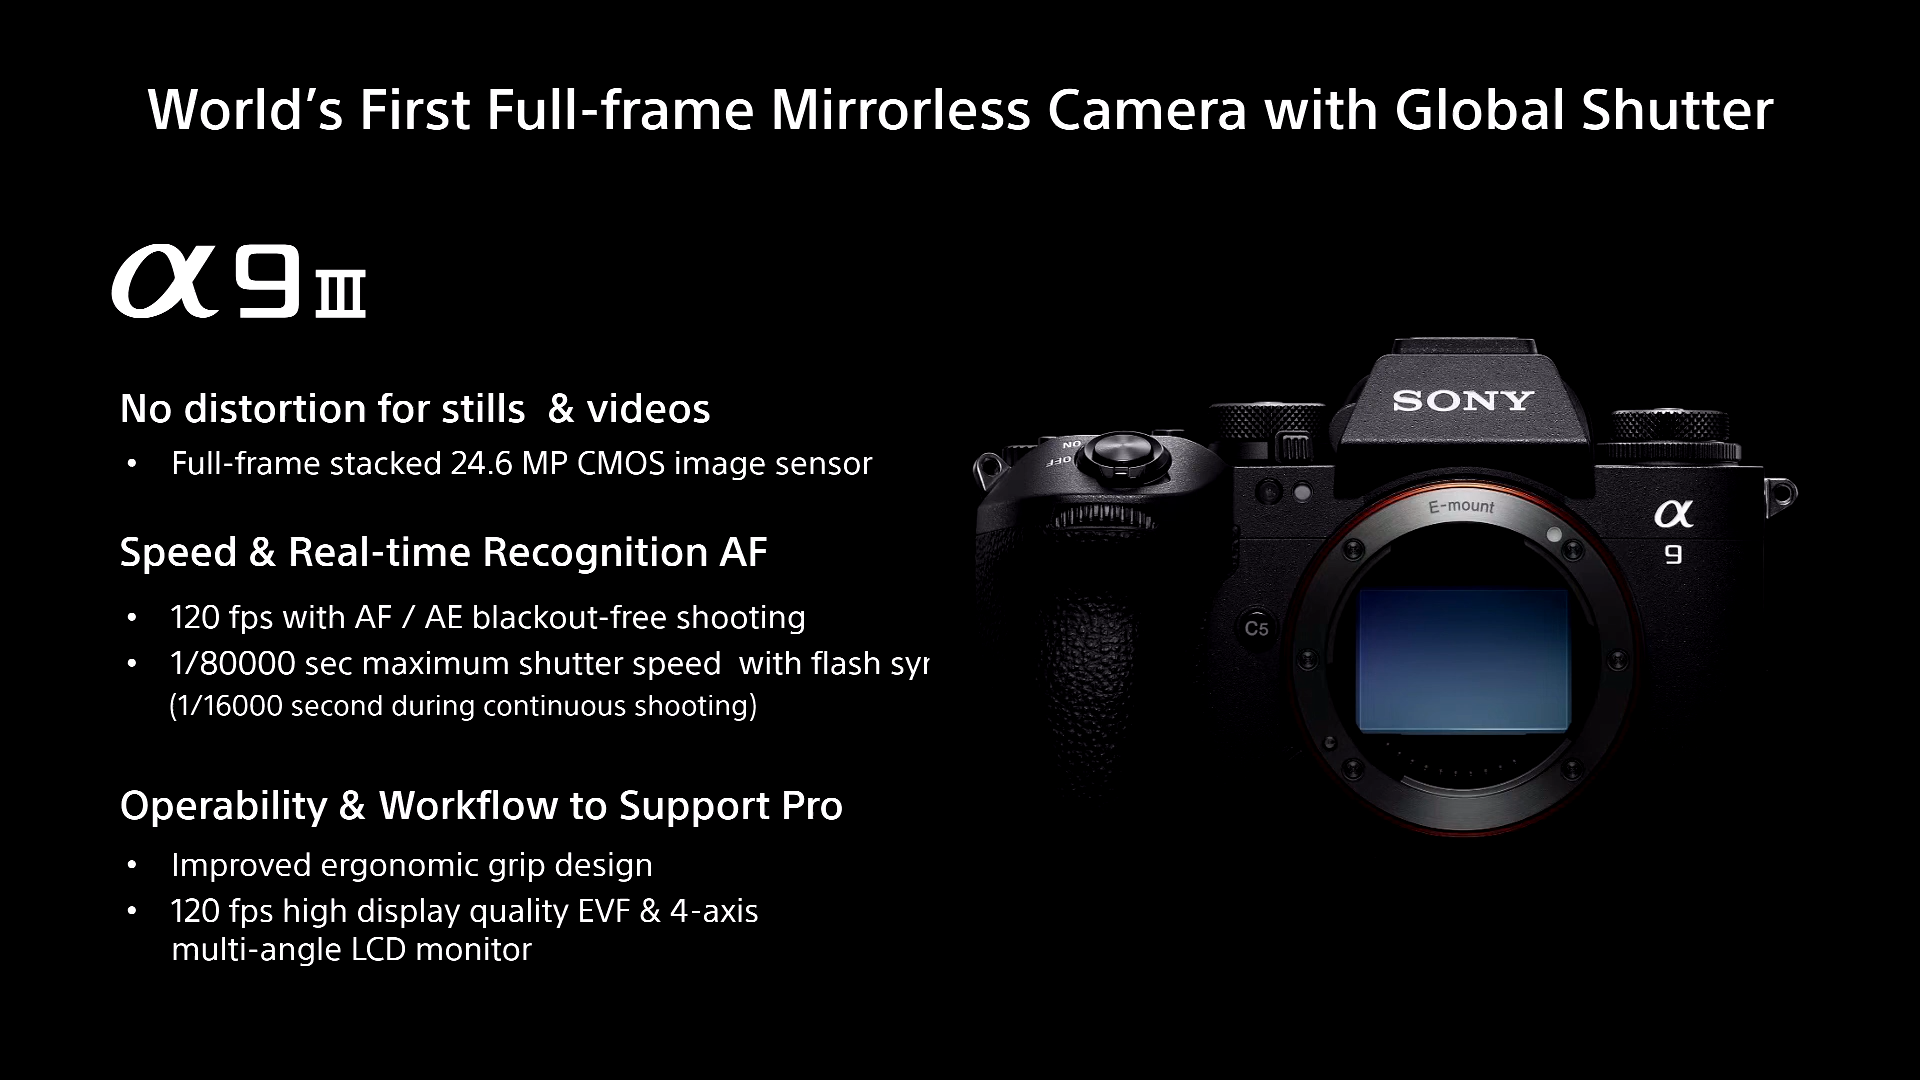 World's First Full-frame Mirrorless Camera with Global Shutter
α9III
No distortion for stills & videos
• Full-frame stacked 24.6 MP CMOS image sensor
Speed & Real-time Recognition AF
• 120 fps with AF / AE blackout-free shooting
• 1/80000 sec maximum shutter speed with flash
(1/16000 second during continuous shooting)
Operability & Workflow to Support Pro
• Improved ergonomic grip design
• 120 fps high display quality EVF & 4-axis
multi-angle LCD monitor
SONY
ON
OFF
E-mount
α
9
C5